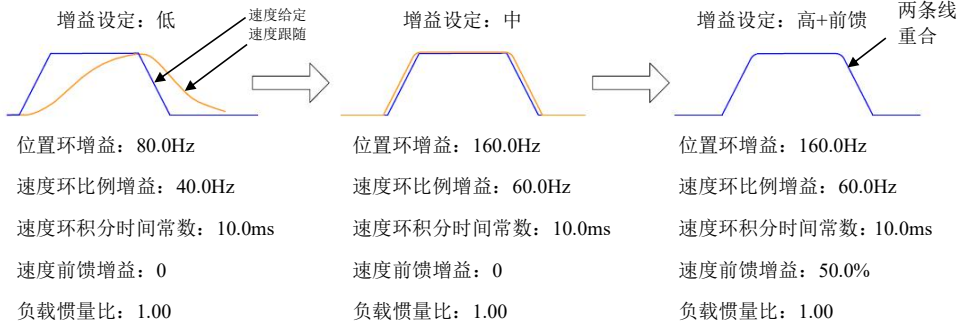 增益设定：低
速度给定
速度跟随
位置环增益：80.0Hz
速度环比例增益：40.0Hz
速度环积分时间常数：10.0ms
速度前馈增益：0
负载惯量比：1.00
增益设定：中
位置环增益：160.0Hz
速度环比例增益：60.0Hz
速度环积分时间常数：10.0ms
速度前馈增益：0
负载惯量比：1.00
增益设定：高+前馈
两条线
重合
位置环增益：160.0Hz
速度环比例增益：60.0Hz
速度环积分时间常数：10.0ms
速度前馈增益：50.0%
负载惯量比：1.00